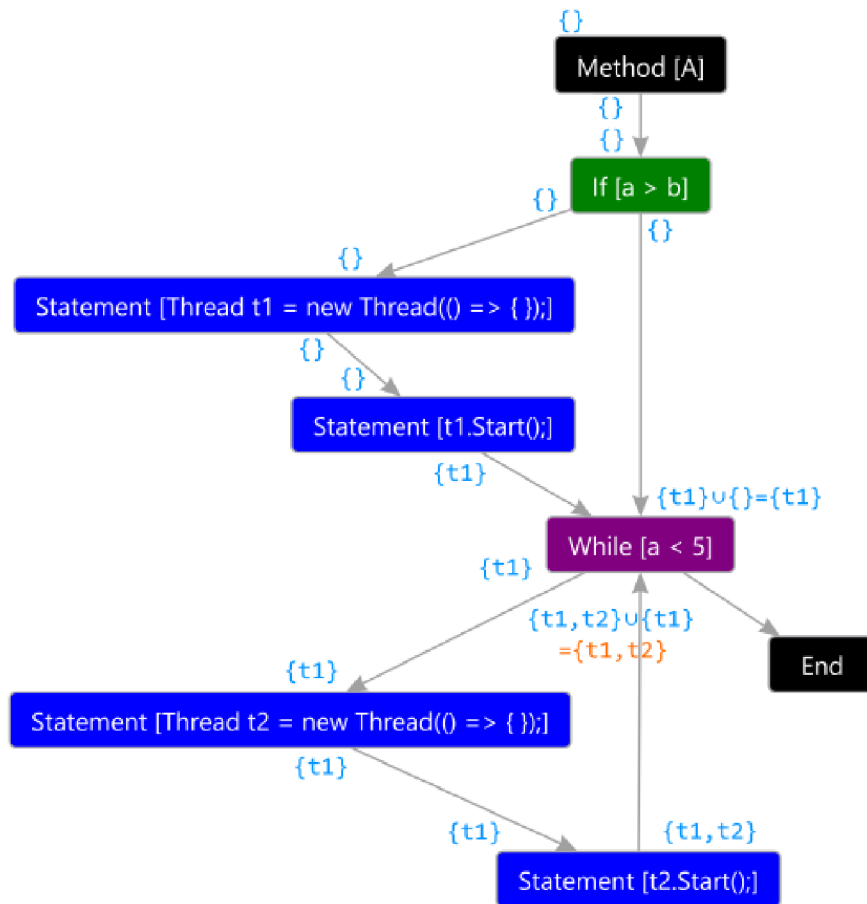 {}
Method [A]
{}
{}
If [a > b]
{}
{}
{}
Statement [Thread t1 = new Thread(() => { });]
{}
{}
Statement [t1.Start();]
{t1}
{t1}∪{}={t1}
While [a < 5]
{t1}
{t1,t2}∪{t1}
={t1,t2}
End
{t1}
Statement [Thread t2 = new Thread(() => { });]
{t1}
{t1}
{t1,t2}
Statement [t2.Start();]